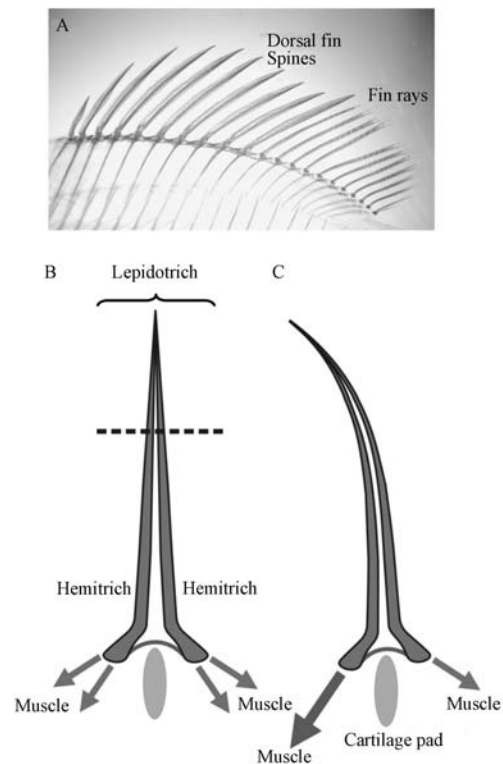 A
Dorsal fin
Spines
Fin rays
B
Lepidotrich
C
Hemitrich
Hemitrich
Muscle
Muscle
Muscle
Muscle
Cartilage pad